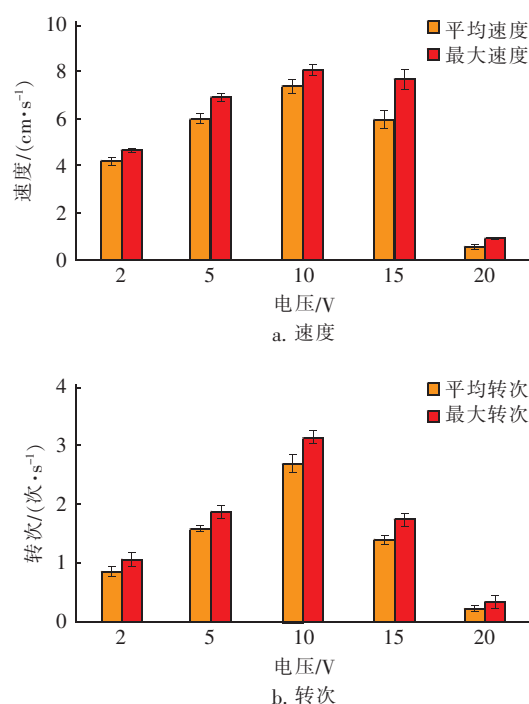 10
8
6
4
2
0
速度/(cm·s⁻¹)
平均速度
最大速度
2 5 10 15 20
电压/V
a. 速度
4
3
2
1
0
转次/(次·s⁻¹)
平均转次
最大转次
2 5 10 15 20
电压/V
b. 转次